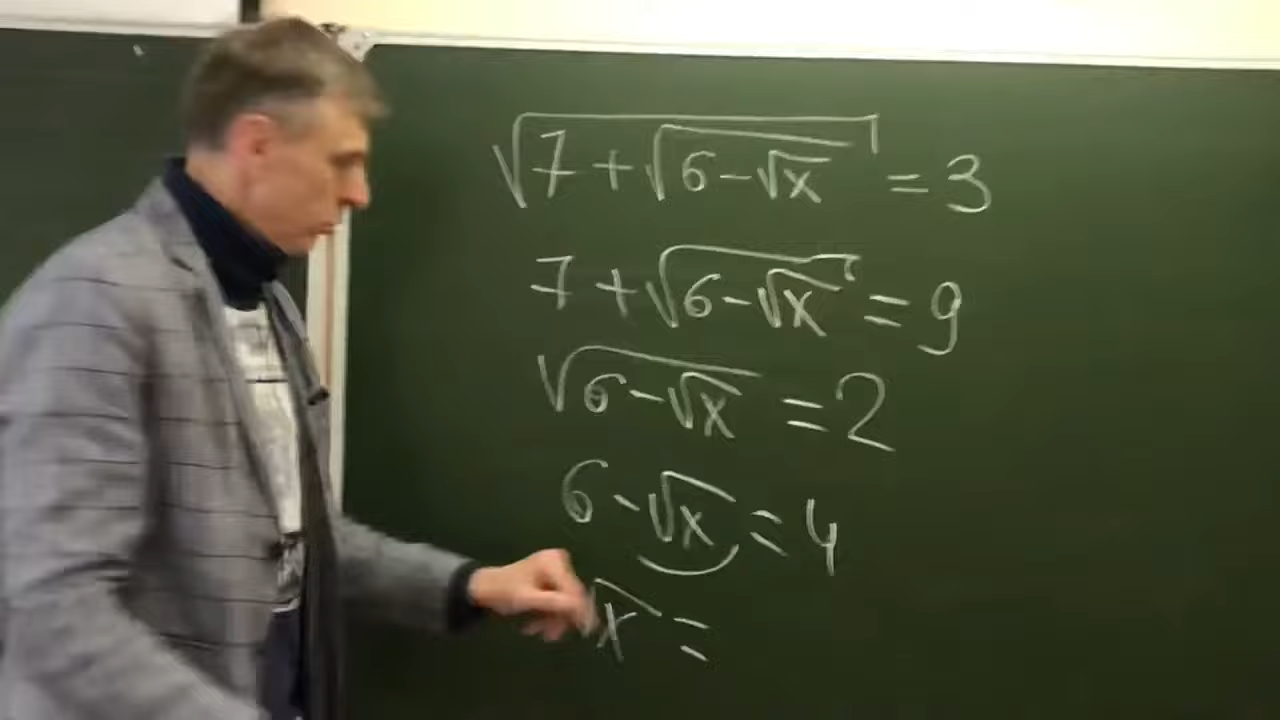 √(7 + √(6 - √x)) = 3
7 + √(6 - √x) = 9
√(6 - √x) = 2
6 - √x = 4
√x =